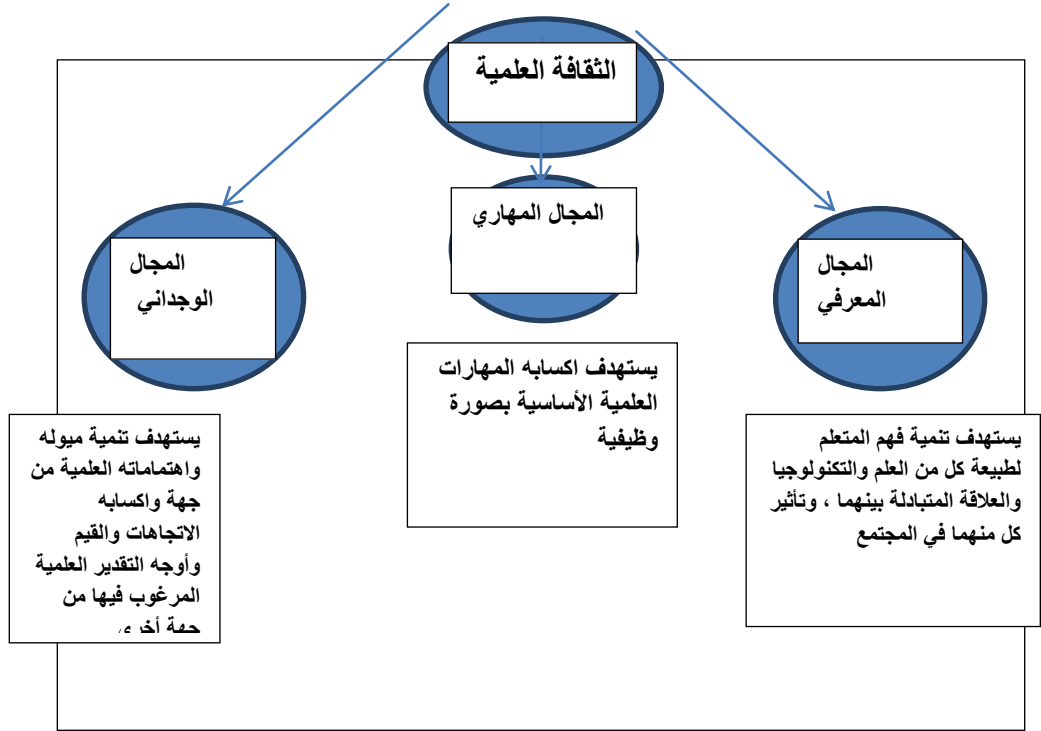 الثقافة العلمية
المجال
المعرفي
المجال المهاري
المجال
الوجداني
يستهدف تنمية فهم المتعلم
لطبيعة كل من العلم والتكنولوجيا
والعلاقة المتبادلة بينهما ، وتأثير
كل منهما في المجتمع
يستهدف اكسابه المهارات
العلمية الأساسية بصورة
وظيفية
يستهدف تنمية ميوله
واهتماماته العلمية من
جهة واكسابه
الاتجاهات والقيم
وأوجه التقدير العلمية
المرغوب فيها من
جهة أخرى